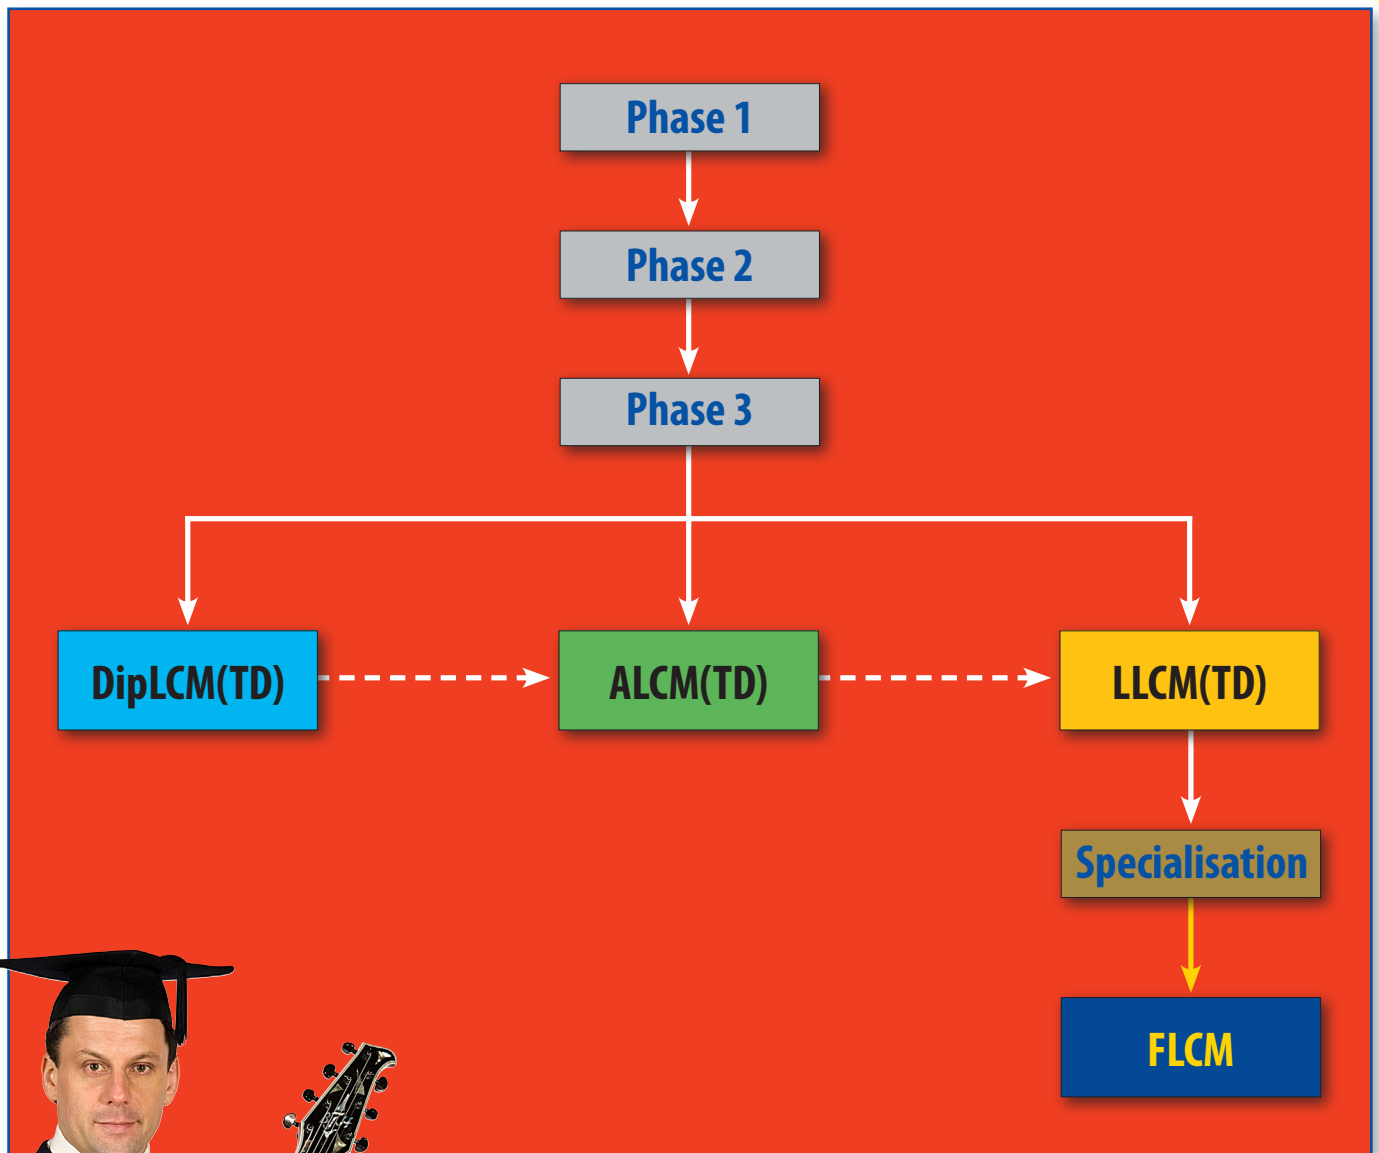 Phase 1
Phase 2
Phase 3
DipLCM(TD)
ALCM(TD)
LLCM(TD)
Specialisation
FLCM